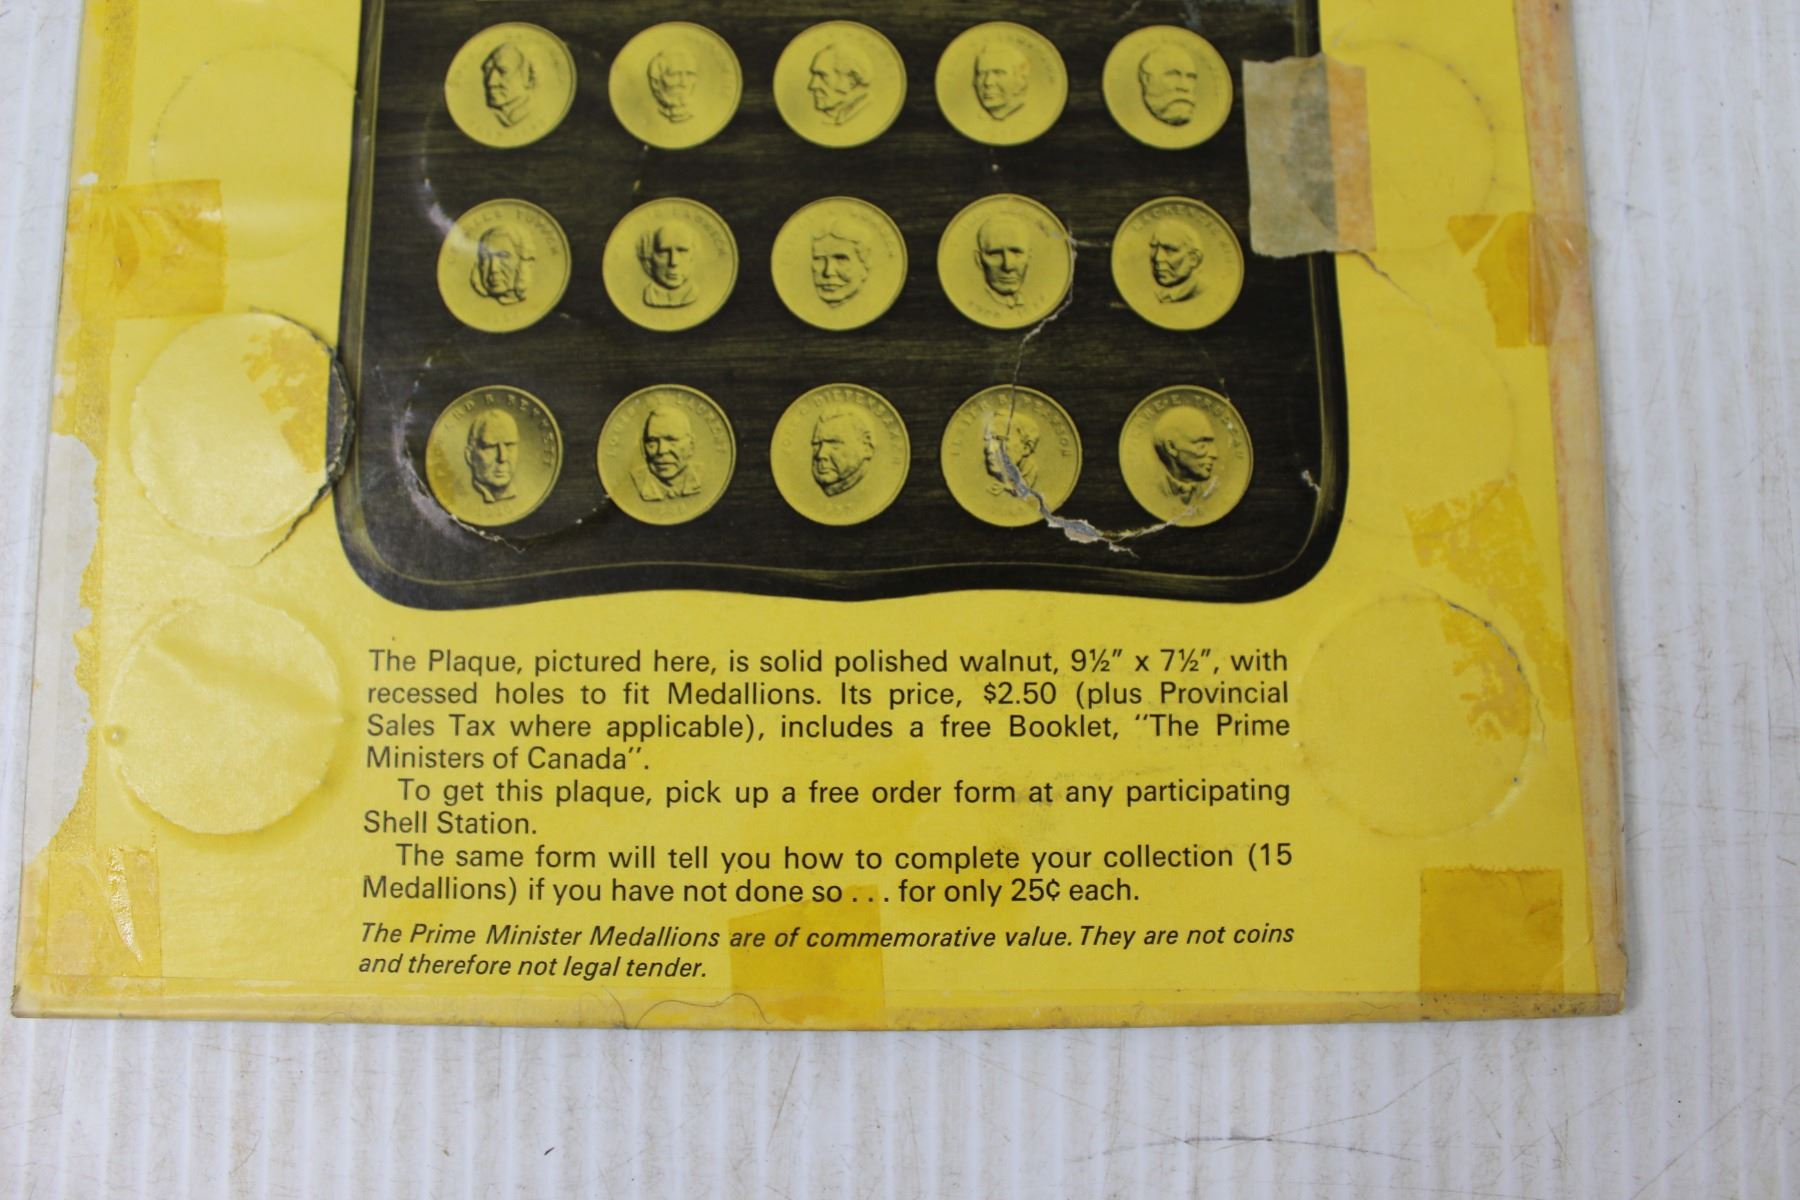 The Plaque, pictured here, is solid polished walnut, 9½″ x 7½″, with
recessed holes to fit Medallions. Its price, $2.50 (plus Provincial
Sales Tax where applicable), includes a free Booklet, “The Prime
Ministers of Canada”.
To get this plaque, pick up a free order form at any participating
Shell Station.
The same form will tell you how to complete your collection (15
Medallions) if you have not done so . . . for only 25¢ each.
The Prime Minister Medallions are of commemorative value. They are not coins
and therefore not legal tender.